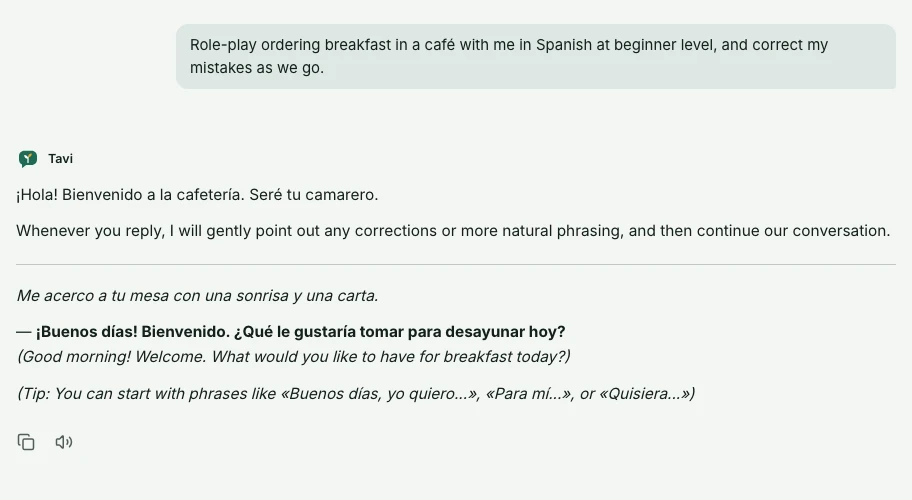 Role-play ordering breakfast in a café with me in Spanish at beginner level, and correct my
mistakes as we go.
Tavi
¡Hola! Bienvenido a la cafetería. Seré tu camarero.
Whenever you reply, I will gently point out any corrections or more natural phrasing, and then continue our conversation.
Me acerco a tu mesa con una sonrisa y una carta.
— ¡Buenos días! Bienvenido. ¿Qué le gustaría tomar para desayunar hoy?
(Good morning! Welcome. What would you like to have for breakfast today?)
(Tip: You can start with phrases like «Buenos días, yo quiero...», «Para mí...», or «Quisiera...»)